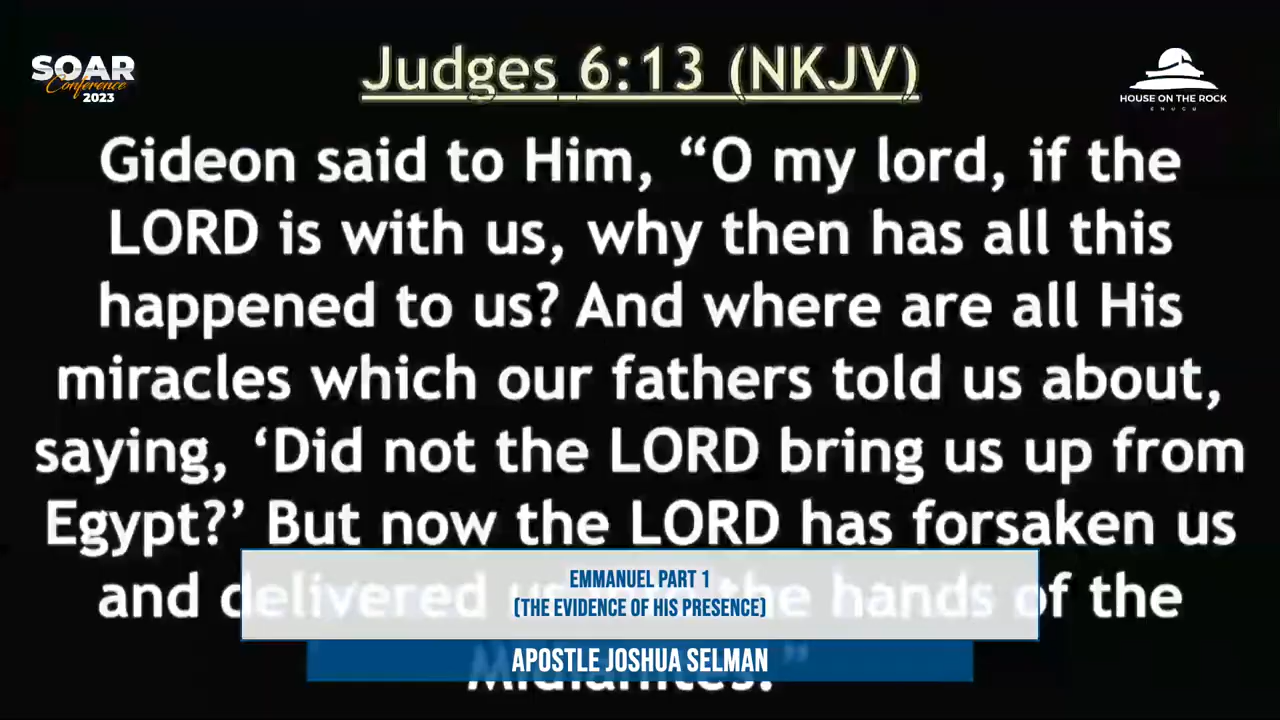 SOAR
Conference
2023
Judges 6:13 (NKJV)
HOUSE ON THE ROCK
ENUGU
Gideon said to Him, “O my lord, if the
LORD is with us, why then has all this
happened to us? And where are all His
miracles which our fathers told us about,
saying, ‘Did not the LORD bring us up from
Egypt?’ But now the LORD has forsaken us
and delivered us into the hands of the
Midianites.”
EMMANUEL PART 1
(THE EVIDENCE OF HIS PRESENCE)
APOSTLE JOSHUA SELMAN